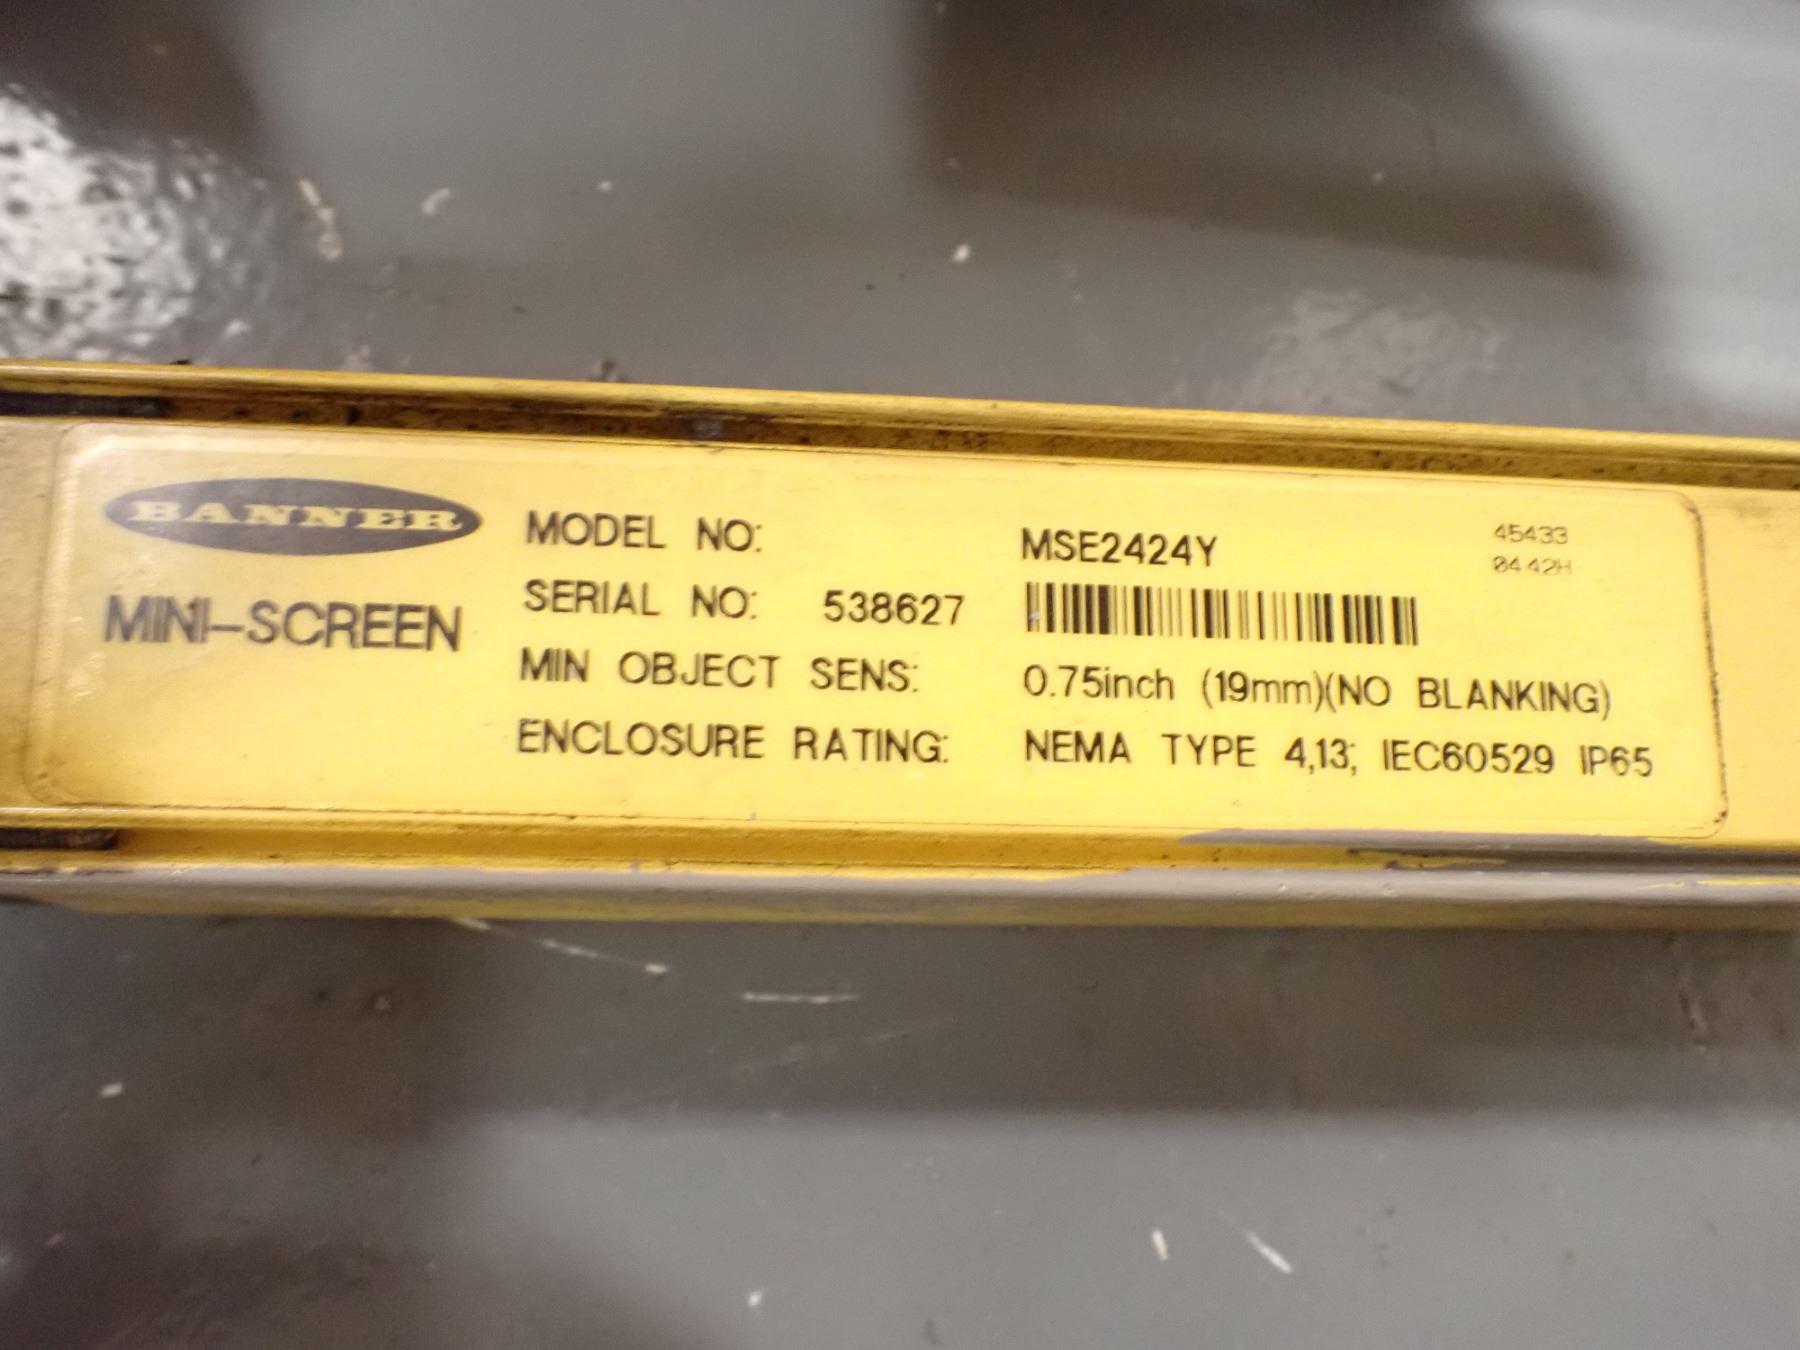 BANNER
MINI-SCREEN
MODEL NO: MSE2424Y
SERIAL NO: 538627
MIN OBJECT SENS: 0.75inch (19mm)(NO BLANKING)
ENCLOSURE RATING: NEMA TYPE 4,13; IEC60529 IP65
45433
0442H